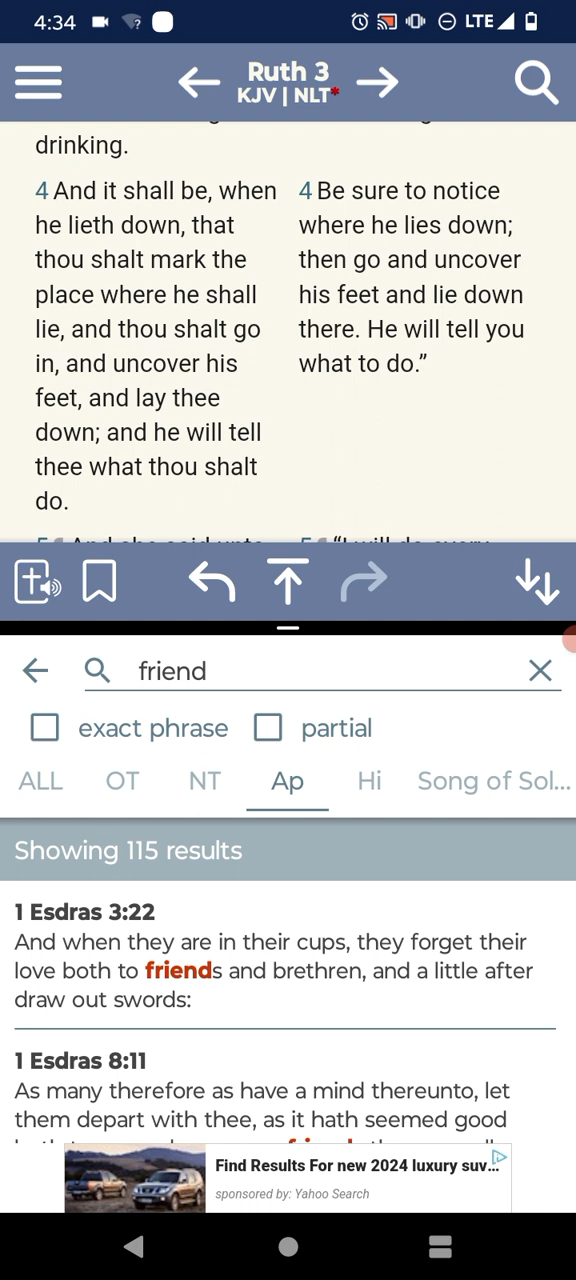 4:34
LTE
Ruth 3
KJV | NLT*
drinking.
4 And it shall be, when
he lieth down, that
thou shalt mark the
place where he shall
lie, and thou shalt go
in, and uncover his
feet, and lay thee
down; and he will tell
thee what thou shalt
do.
4 Be sure to notice
where he lies down;
then go and uncover
his feet and lie down
there. He will tell you
what to do.”
friend
exact phrase
partial
ALL
OT
NT
Ap
Hi
Song of Sol...
Showing 115 results
1 Esdras 3:22
And when they are in their cups, they forget their
love both to friends and brethren, and a little after
draw out swords:
1 Esdras 8:11
As many therefore as have a mind thereunto, let
them depart with thee, as it hath seemed good
Find Results For new 2024 luxury suv...
sponsored by: Yahoo Search